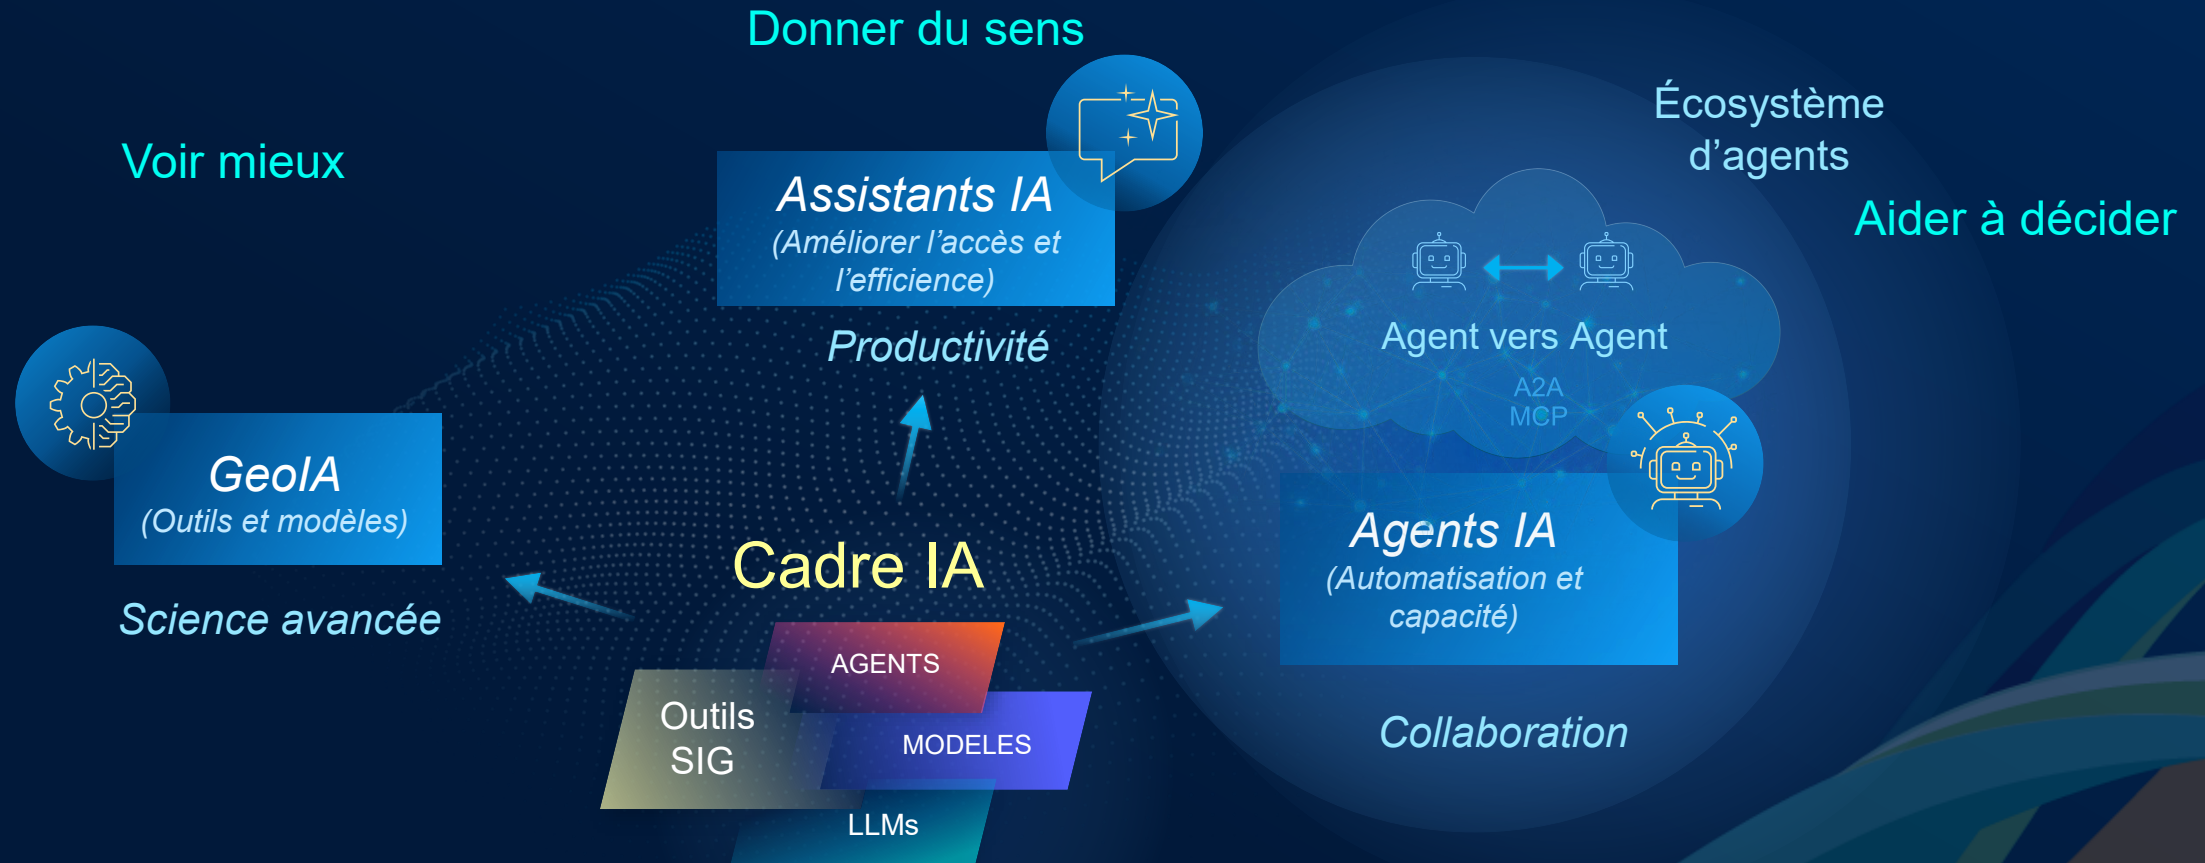 Donner du sens
Voir mieux
Assistants IA
(Améliorer l’accès et
l’efficience)
Productivité
Écosystème
d’agents
Aider à décider
Agent vers Agent
A2A
MCP
GeoIA
(Outils et modèles)
Science avancée
Cadre IA
AGENTS
Outils
SIG
MODELES
LLMs
Agents IA
(Automatisation et
capacité)
Collaboration